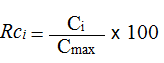 Rci = Ci / Cmax x 100